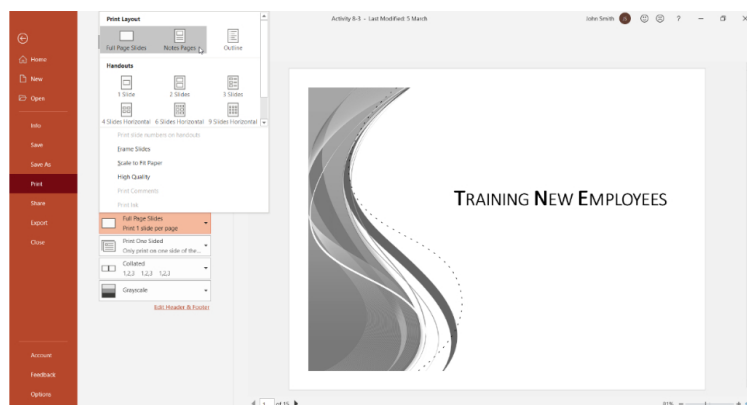 Activity 8-3 - Last Modified: 5 March
John Smith
?
Home
New
Open
Info
Save
Save As
Print
Share
Export
Close
Account
Feedback
Options
Print Layout
Full Page Slides Notes Pages Outline
Handouts
1 Slide 2 Slides 3 Slides
4 Slides Horizontal 6 Slides Horizontal 9 Slides Horizontal
Print slide numbers on handouts
Frame Slides
Scale to Fit Paper
High Quality
Print Comments
Print Ink
Full Page Slides
Print 1 slide per page
Print One Sided
Only print on one side of the...
Collated
1,2,3 1,2,3 1,2,3
Grayscale
Edit Header & Footer
TRAINING NEW EMPLOYEES
1 of 15